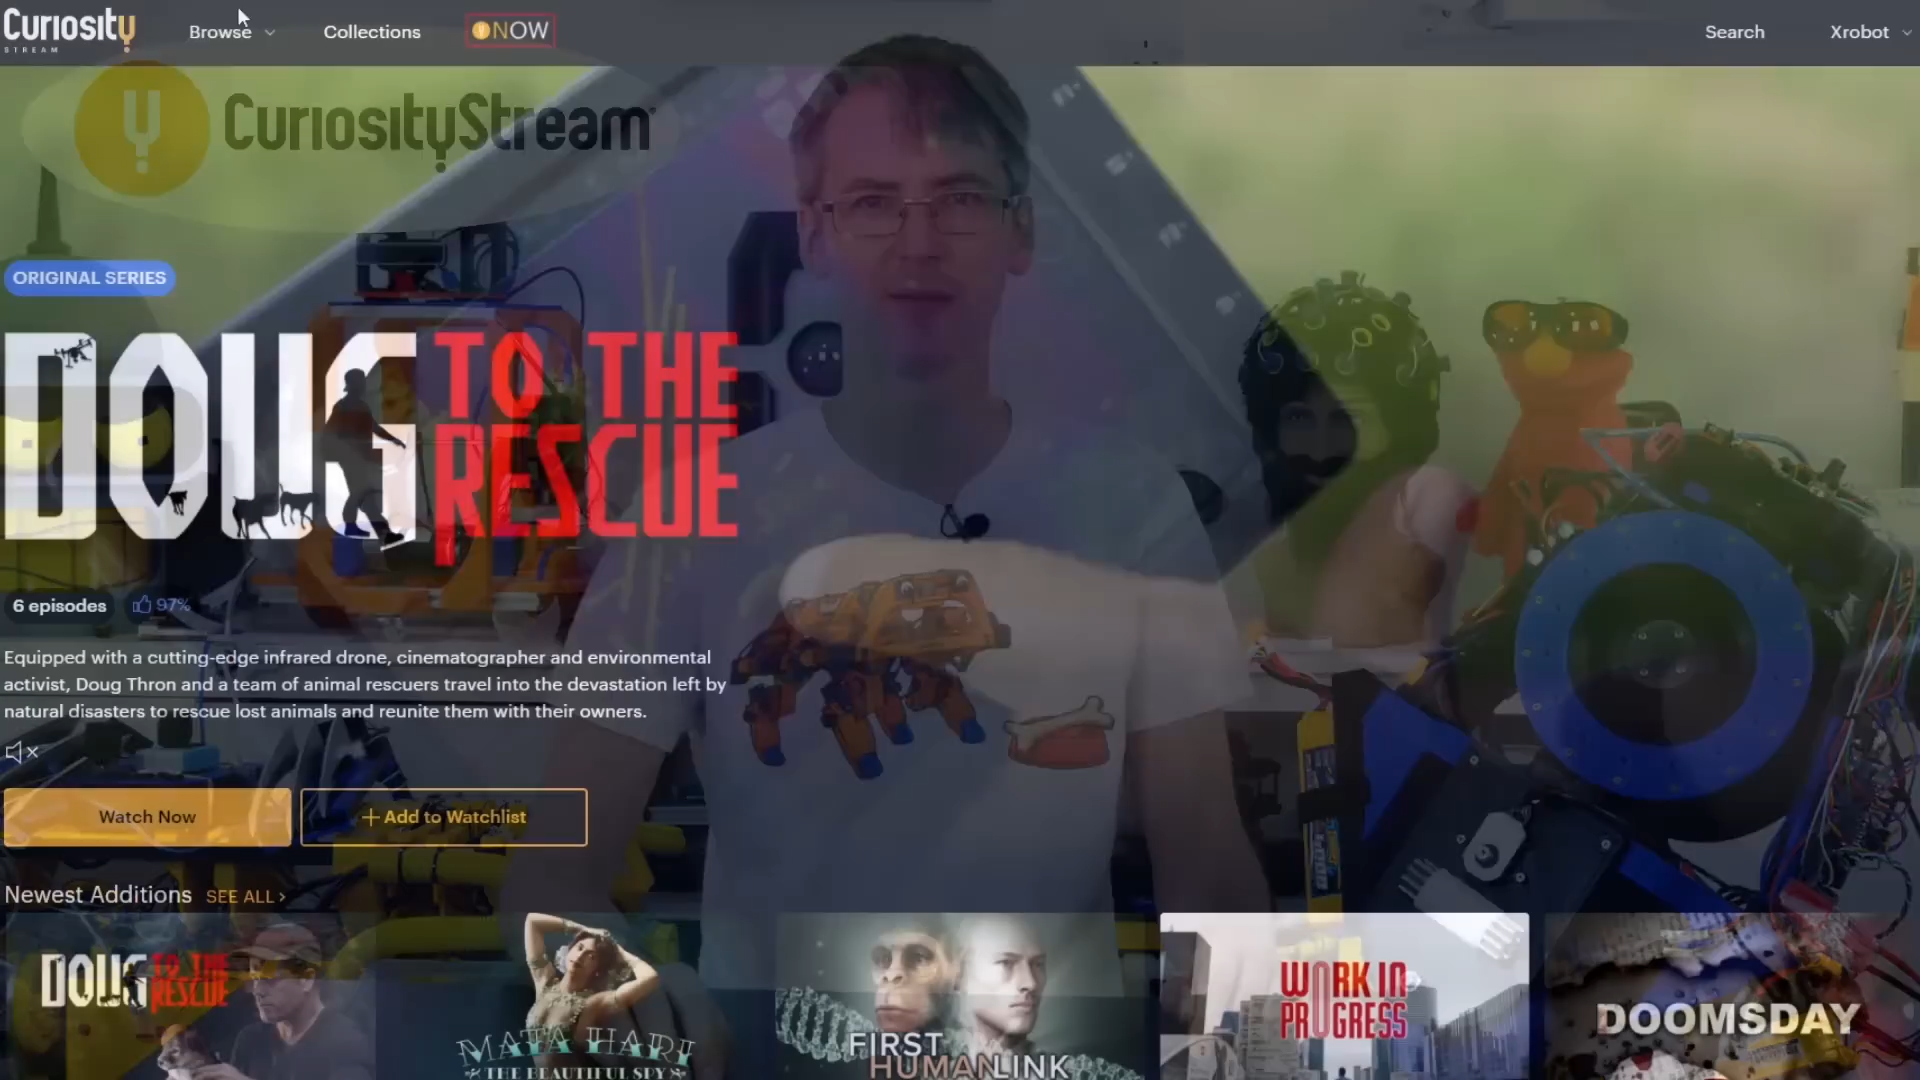 Curiosity
STREAM
Browse
Collections
NOW
Search
Xrobot
CuriosityStream
ORIGINAL SERIES
DOUG TO THE RESCUE
6 episodes
97%
Equipped with a cutting-edge infrared drone, cinematographer and environmental
activist, Doug Thron and a team of animal rescuers travel into the devastation left by
natural disasters to rescue lost animals and reunite them with their owners.
Watch Now
+ Add to Watchlist
Newest Additions SEE ALL >
DOUG TO THE RESCUE
MATA HARI
THE BEAUTIFUL SPY
FIRST
HUMAN LINK
WORK IN
PROGRESS
DOOMSDAY